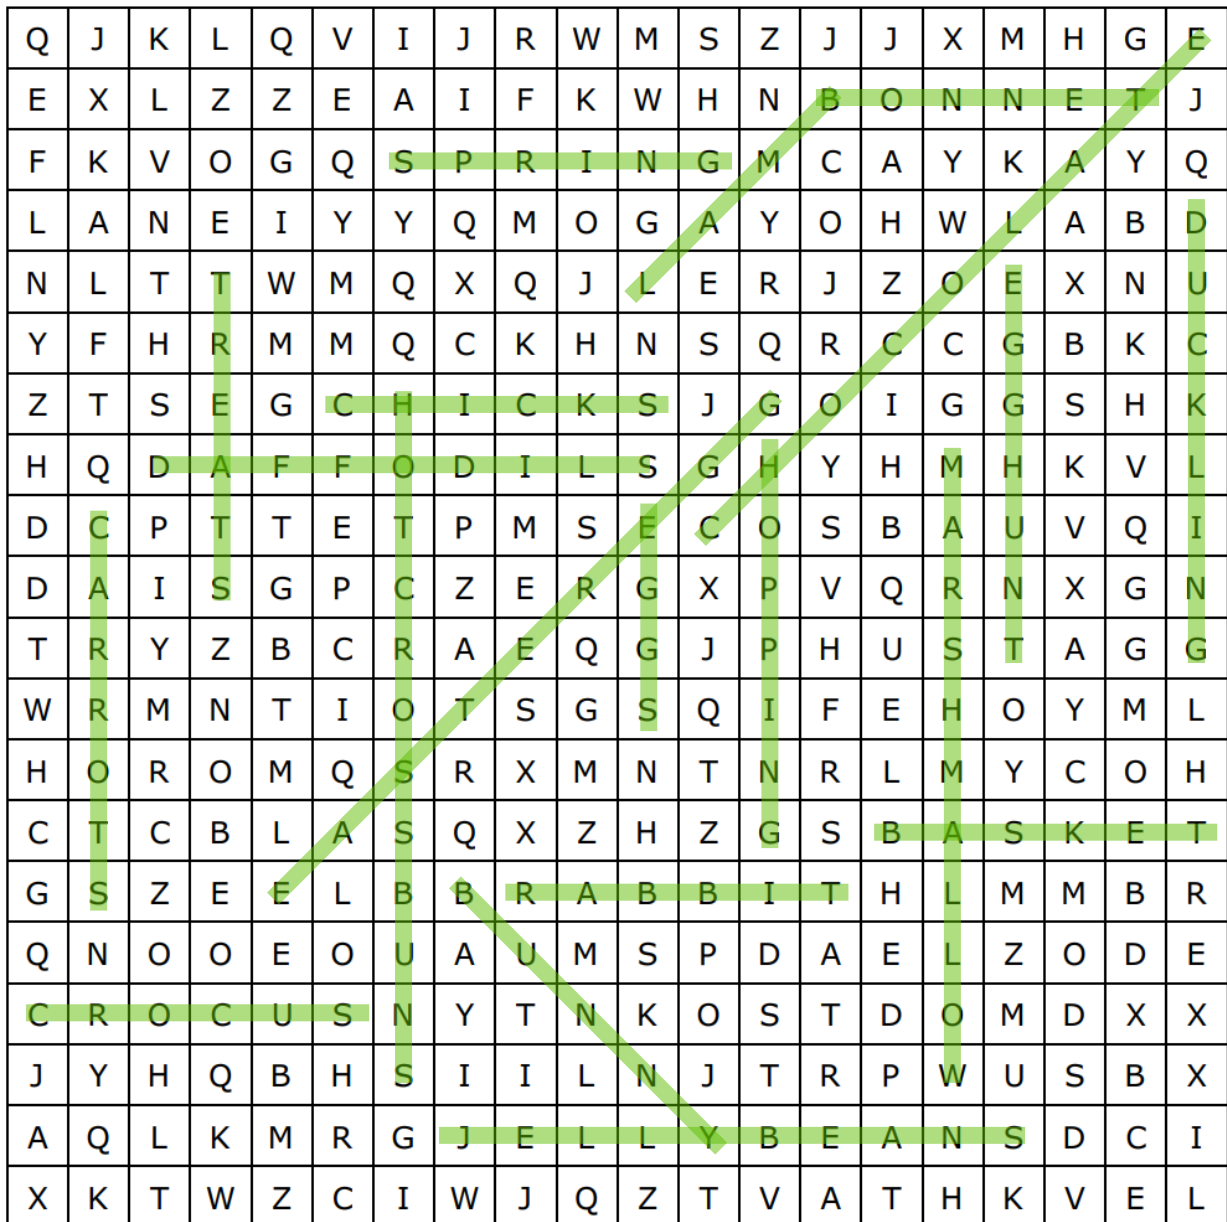 Q J K L Q V I J R W M S Z J J X M H G E
E X L Z Z E A I F K W H N B O N N E T J
F K V O G Q S P R I N G M C A Y K A Y Q
L A N E I Y Y Q M O G A Y O H W L A B D
N L T T W M Q X Q J L E R J Z O E X N U
Y F H R M M Q C K H N S Q R C C G B K C
Z T S E G C H I C K S J G O I G G S H K
H Q D A F F O D I L S G H Y H M H K V L
D C P T T E T P M S E C O S B A U V Q I
D A I S G P C Z E R G X P V Q R N X G N
T R Y Z B C R A E Q G J P H U S T A G G
W R M N T I O T S G S Q I F E H O Y M L
H O R O M Q S R X M N T N R L M Y C O H
C T C B L A S Q X Z H Z G S B A S K E T
G S Z E E L B B R A B B I T H L M M B R
Q N O O E O U A U M S P D A E L Z O D E
C R O C U S N Y T N K O S T D O M D X X
J Y H Q B H S I I L N J T R P W U S B X
A Q L K M R G J E L L Y B E A N S D C I
X K T W Z C I W J Q Z T V A T H K V E L